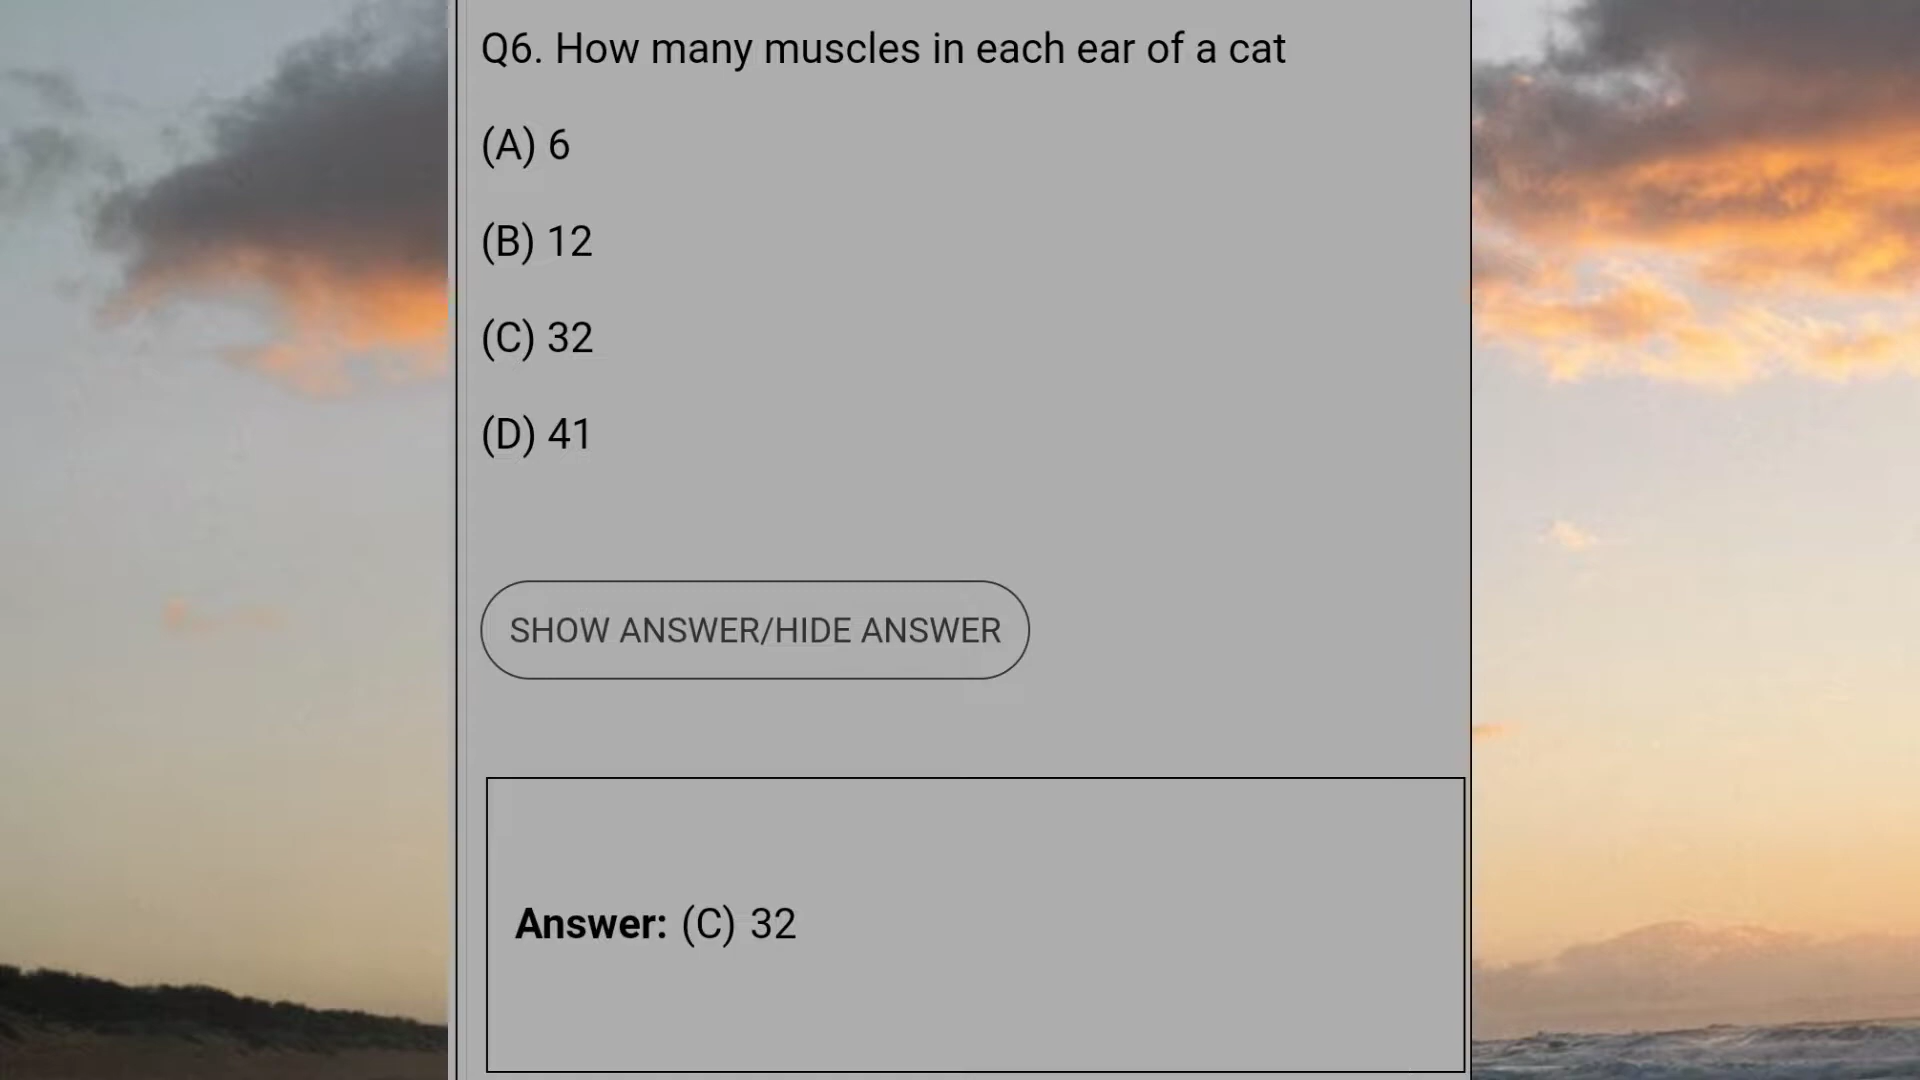 Q6. How many muscles in each ear of a cat
(A) 6
(B) 12
(C) 32
(D) 41
SHOW ANSWER/HIDE ANSWER
Answer: (C) 32